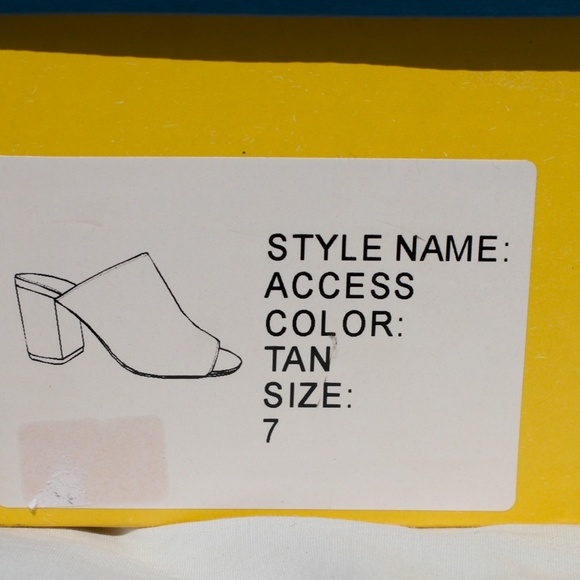 STYLE NAME:
ACCESS
COLOR:
TAN
SIZE:
7